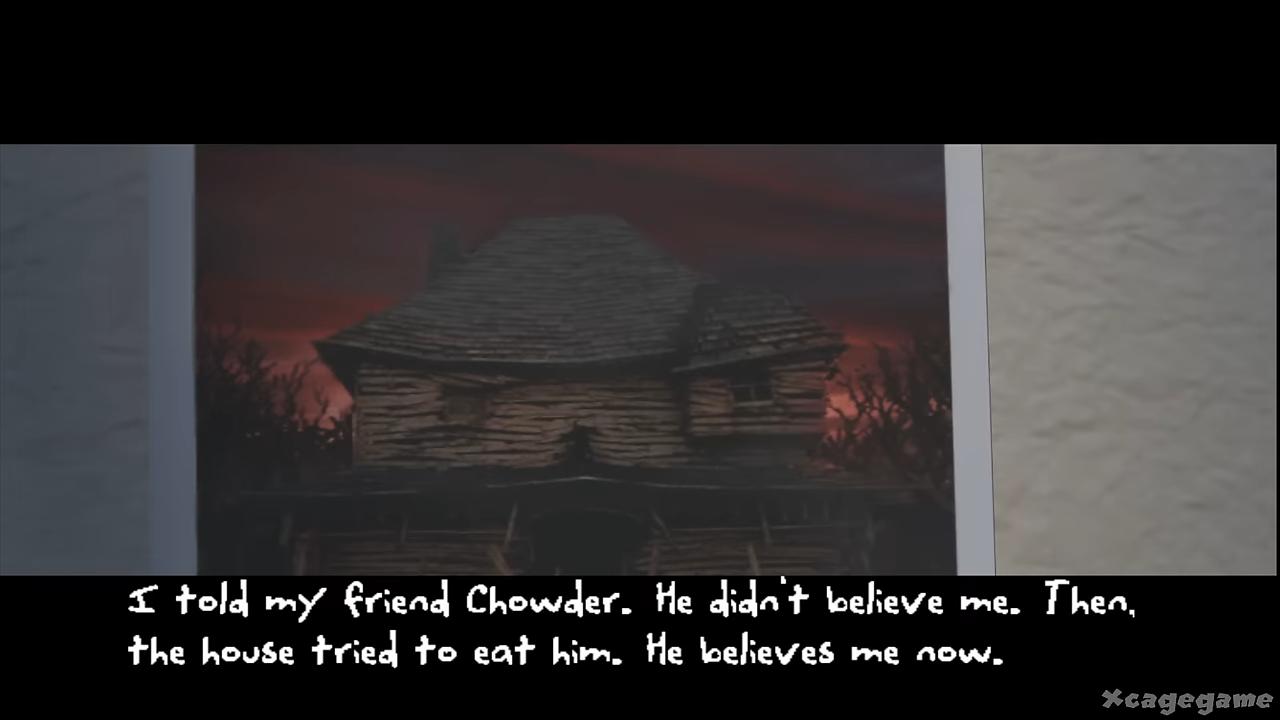 I told my friend Chowder. He didn't believe me. Then,
the house tried to eat him. He believes me now.
Xcagegame